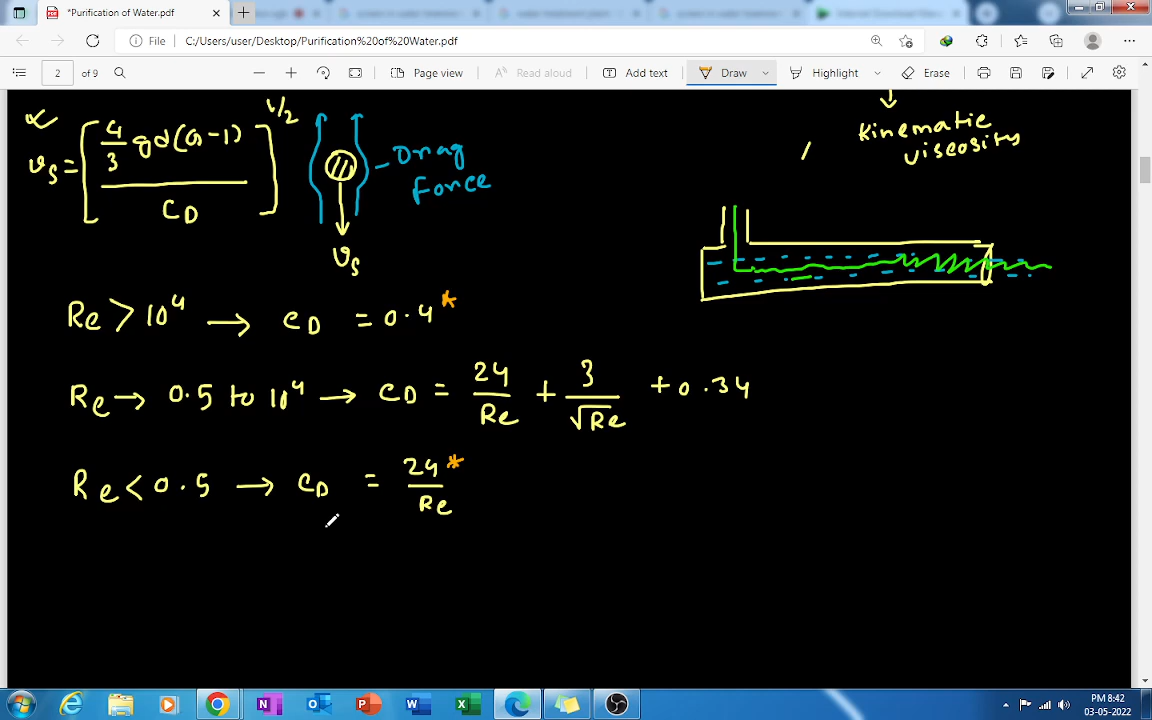 *Purification of Water.pdf
File C:/Users/user/Desktop/Purification%20of%20Water.pdf
2 of 9 Page view Read aloud Add text Draw Highlight Erase
α
vs = [ 4/3 gd(G-1) / CD ]^1/2
Drag
Force
vs
Kinematic
viscosity
Re > 10^4 → CD = 0.4*
Re → 0.5 to 10^4 → CD = 24/Re + 3/√Re + 0.34
Re < 0.5 → CD = 24/Re *
PM 8:42
03-05-2022